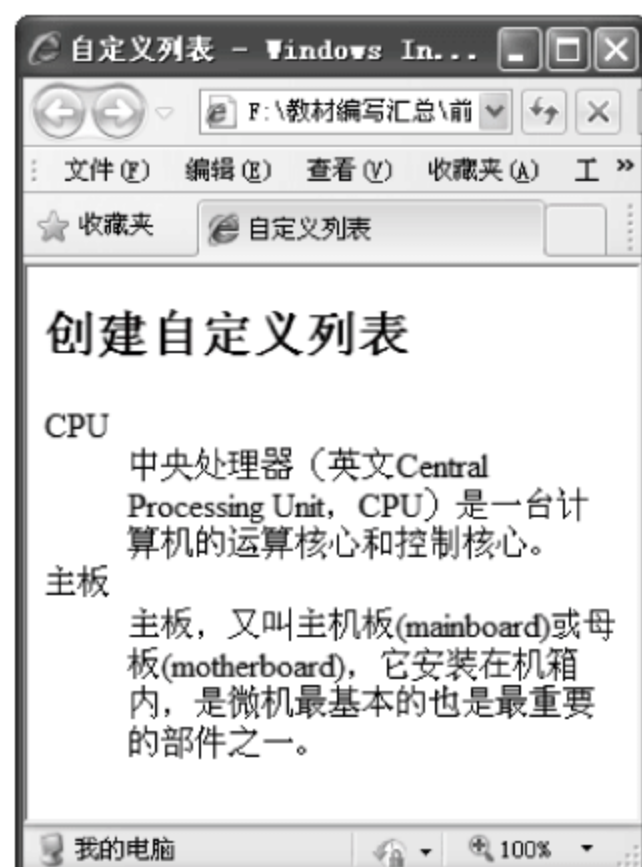 自定义列表 - Windows In...
F:\教材编写汇总\前
文件(F) 编辑(E) 查看(V) 收藏夹(A) 工 »
收藏夹 自定义列表
创建自定义列表
CPU
中央处理器（英文Central
Processing Unit，CPU）是一台计
算机的运算核心和控制核心。
主板
主板，又叫主机板(mainboard)或母
板(motherboard)，它安装在机箱
内，是微机最基本的也是最重要
的部件之一。
我的电脑 100%